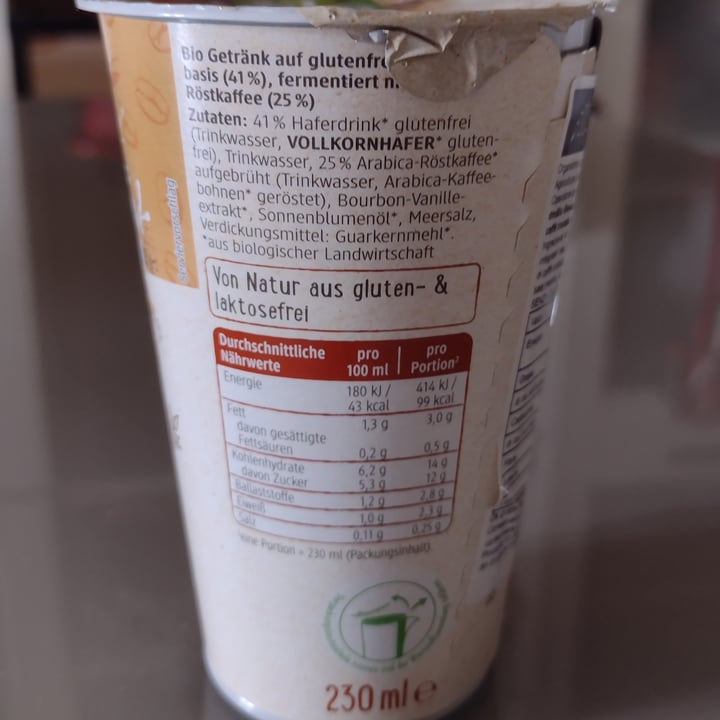 Bio Getränk auf glutenfre
basis (41%), fermentiert
Röstkaffee (25%)
Zutaten: 41% Haferdrink* glutenfrei
(Trinkwasser, VOLLKORNHAFER* gluten-
frei), Trinkwasser, 25% Arabica-Röstkaffee*
aufgebrüht (Trinkwasser, Arabica-Kaffee-
bohnen* geröstet), Bourbon-Vanille-
extrakt*, Sonnenblumenöl*, Meersalz,
Verdickungsmittel: Guarkernmehl*.
*aus biologischer Landwirtschaft
Serviervorschlag
Von Natur aus gluten- &
laktosefrei
Durchschnittliche Nährwerte pro 100 ml pro Portion²
Energie 180 kJ / 43 kcal 414 kJ / 99 kcal
Fett 1,3 g 3,0 g
davon gesättigte Fettsäuren 0,2 g 0,5 g
Kohlenhydrate 6,2 g 14 g
davon Zucker 5,3 g 12 g
Ballaststoffe 1,2 g 2,8 g
Eiweiß 1,0 g 2,3 g
Salz 0,11 g 0,25 g
eine Portion = 230 ml (Packungsinhalt).
230 ml e